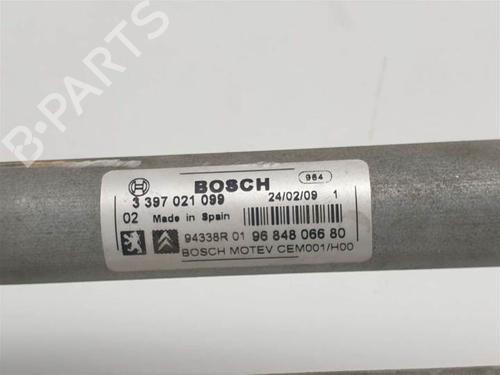 B-PARTS
BOSCH 964
3 397 021 099 24/02/09 1
02 Made in Spain
94338R 01 96 848 066 80
BOSCH MOTEV CEM001/H00